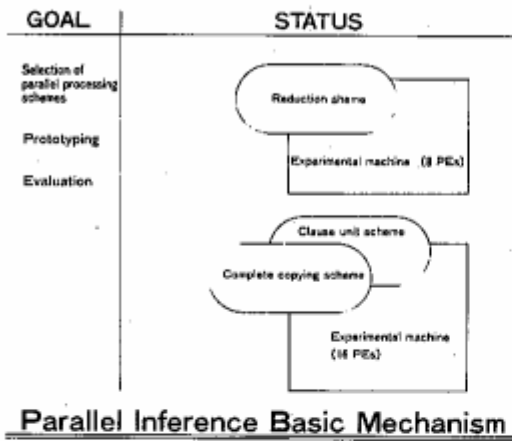 GOAL
STATUS
Selection of
parallel processing
schemes
Prototyping
Evaluation
Reduction sheme
Experimental machine (8 PEs)
Clause unit scheme
Complete copying scheme
Experimental machine
(16 PEs)
Parallel Inference Basic Mechanism